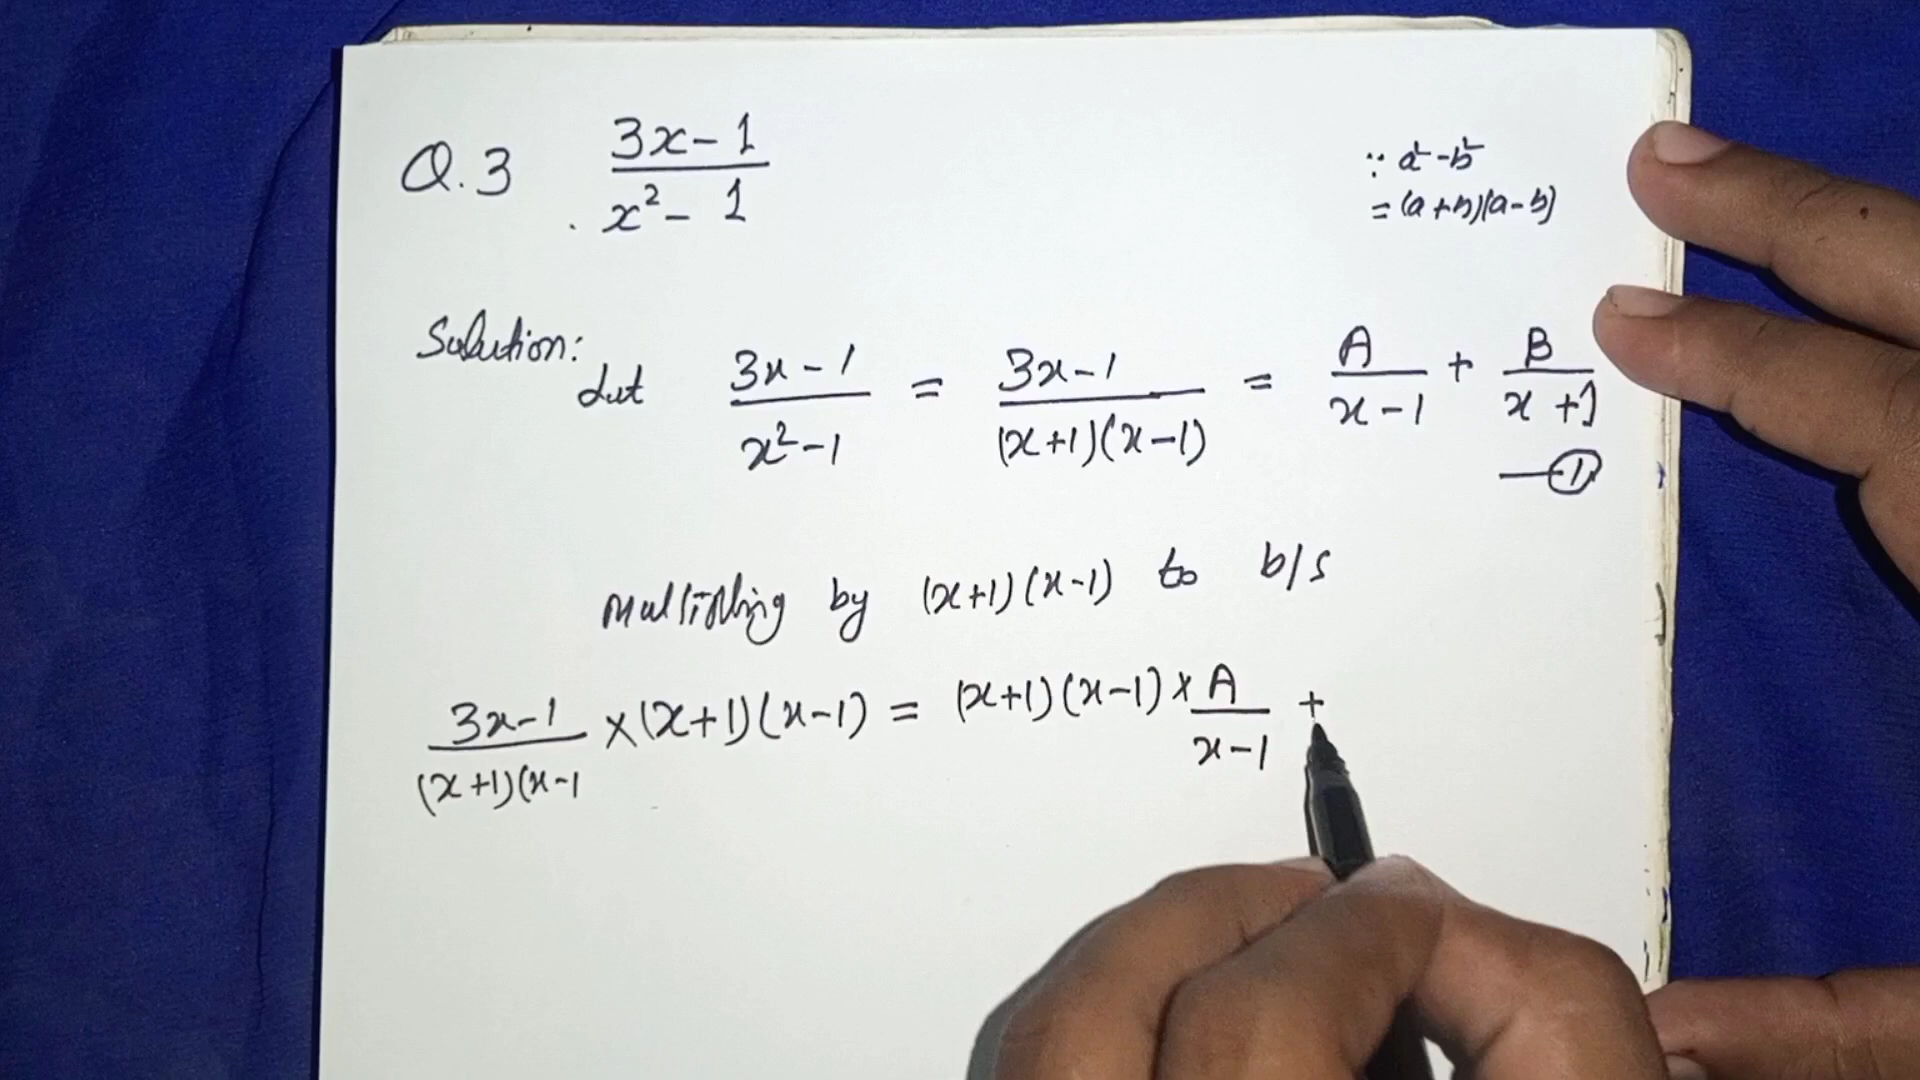 Q.3 3x-1
x²- 1
∵ a²-b²
=(a+b)(a-b)
Solution:
Let 3x-1 = 3x-1 = A + B
x²-1 (x+1)(x-1) x-1 x+1
—①
by (x+1)(x-1) to b/s
3x-1 ×(x+1)(x-1) = (x+1)(x-1)× A +
(x+1)(x-1 x-1